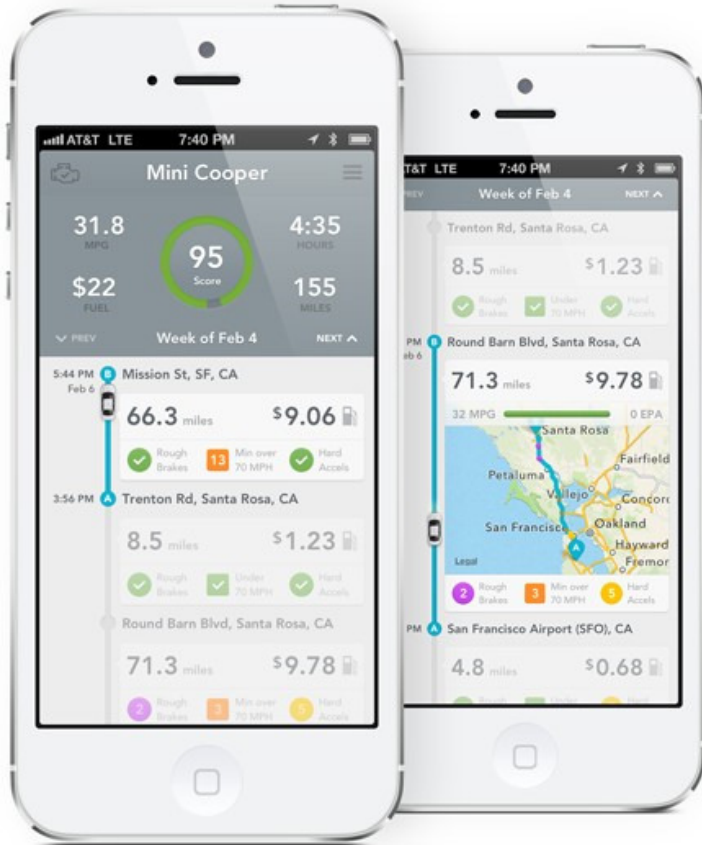 AT&T LTE 7:40 PM
Mini Cooper
31.8 4:35
MPG HOURS
95
Score
$22 155
FUEL MILES
PREV Week of Feb 4 NEXT
5:44 PM B Mission St, SF, CA
Feb 6
66.3 miles $9.06
Rough Brakes 13 Min over 70 MPH Hard Accels
3:56 PM A Trenton Rd, Santa Rosa, CA
8.5 miles $1.23
Rough Brakes Under 70 MPH Hard Accels
Round Barn Blvd, Santa Rosa, CA
71.3 miles $9.78
2 Rough Brakes 3 Min over 70 MPH 5 Hard Accels
T&T LTE 7:40 PM
PREV Week of Feb 4 NEXT
Trenton Rd, Santa Rosa, CA
8.5 miles $1.23
Rough Brakes Under 70 MPH Hard Accels
PM B Round Barn Blvd, Santa Rosa, CA
eb 6
71.3 miles $9.78
32 MPG 0 EPA
Santa Rosa
Fairfield
Petaluma
Vallejo
Concord
San Francisco
Oakland
A
Hayward
Legal
Fremor
2 Rough Brakes 3 Min over 70 MPH 5 Hard Accels
PM A San Francisco Airport (SFO), CA
4.8 miles $0.68
Rough Under Hard